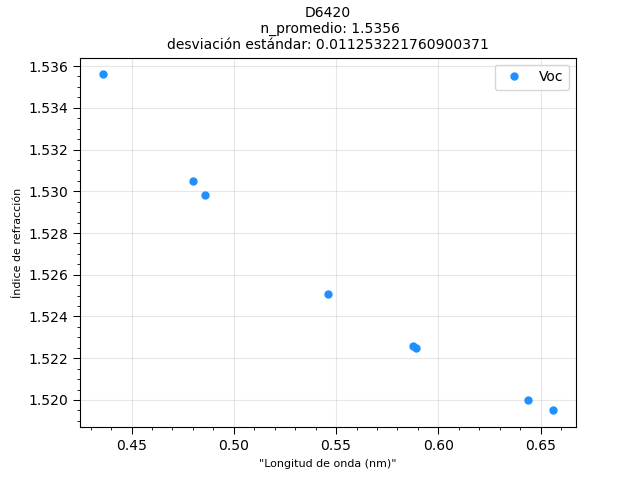 D6420
n_promedio: 1.5356
desviación estándar: 0.011253221760900371
1.536
1.534
1.532
1.530
1.528
1.526
1.524
1.522
1.520
Índice de refracción
Voc
0.45 0.50 0.55 0.60 0.65
"Longitud de onda (nm)"